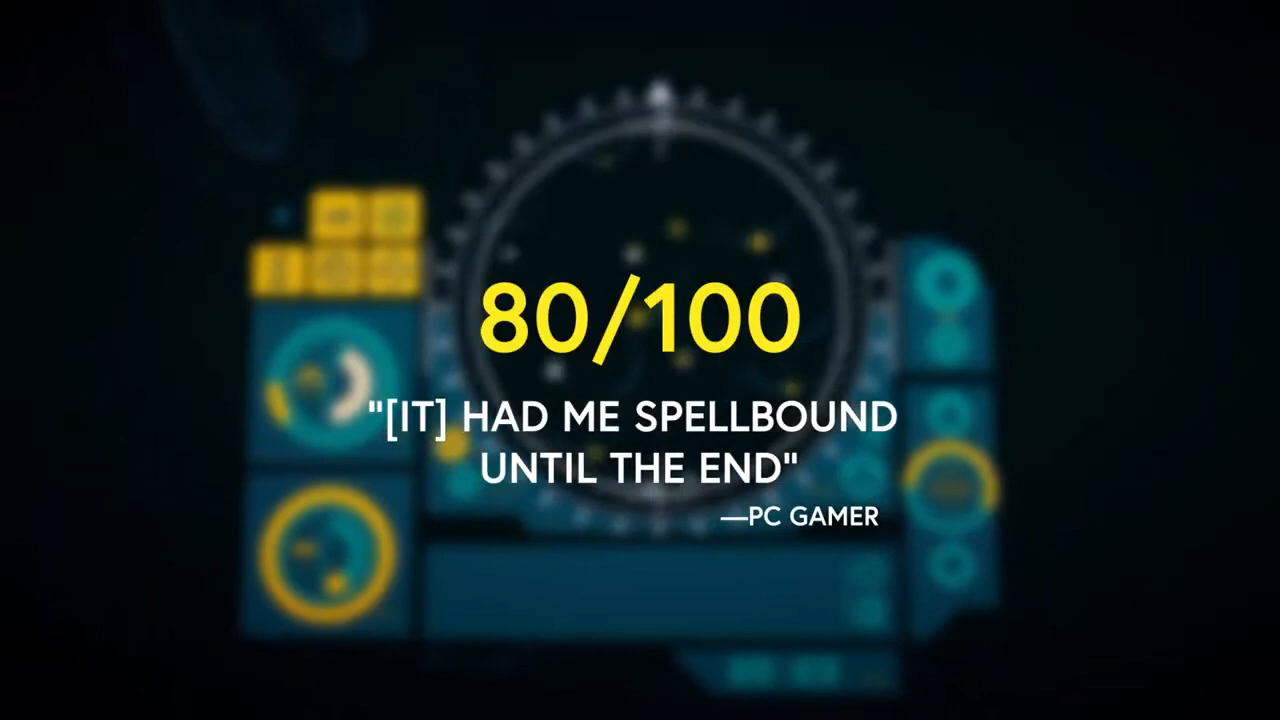 80/100
"[IT] HAD ME SPELLBOUND
UNTIL THE END"
—PC GAMER